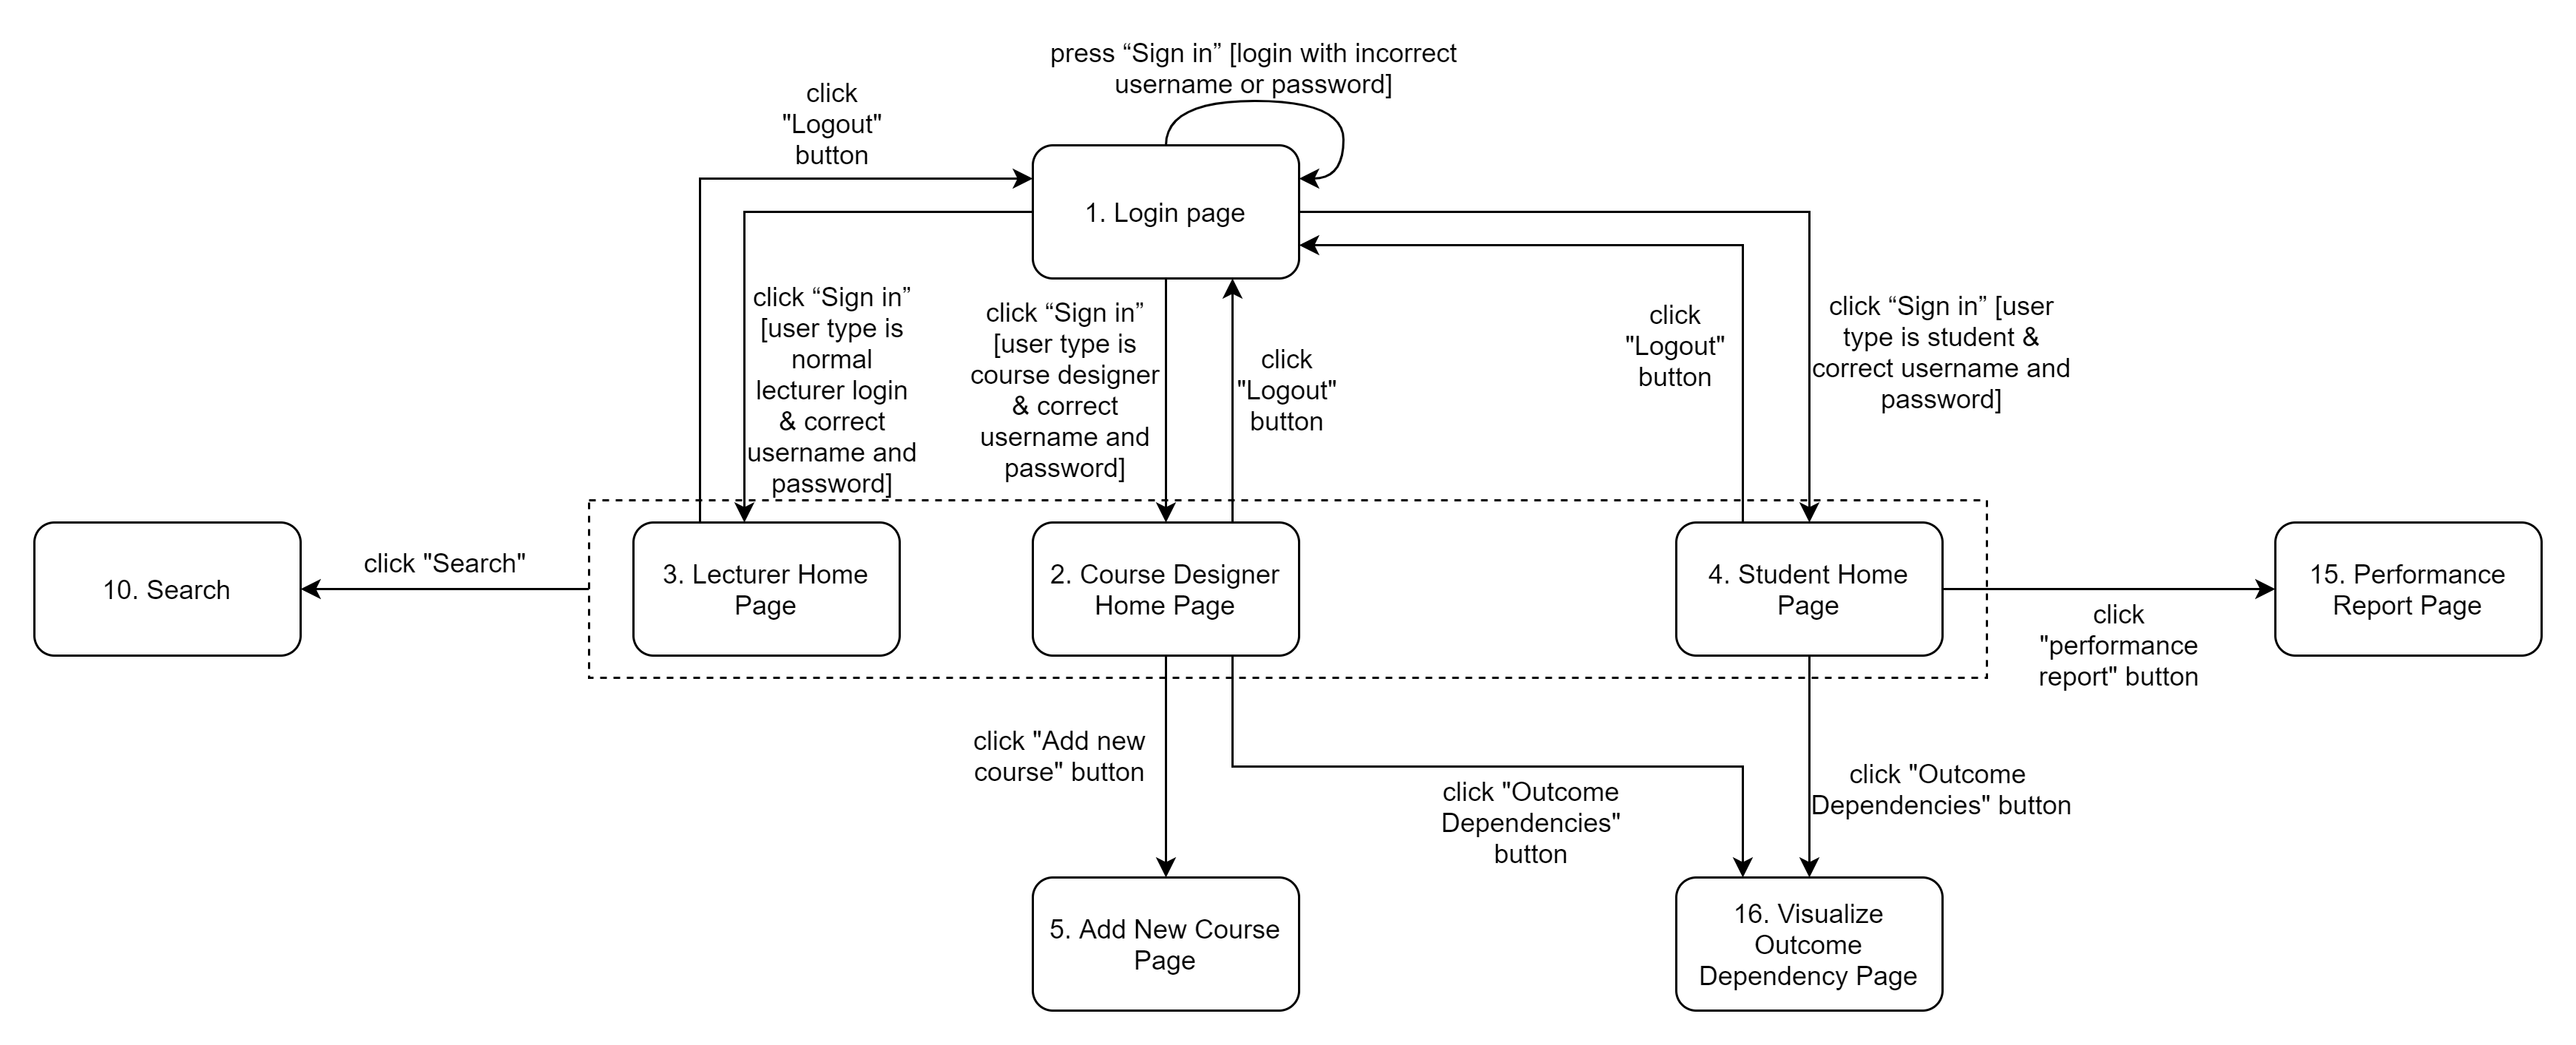 press “Sign in” [login with incorrect
username or password]
click
"Logout"
button
1. Login page
click “Sign in”
[user type is
normal
lecturer login
& correct
username and
password]
click “Sign in”
[user type is
course designer
& correct
username and
password]
click
"Logout"
button
click
"Logout"
button
click “Sign in” [user
type is student &
correct username and
password]
10. Search
click "Search"
3. Lecturer Home
Page
2. Course Designer
Home Page
4. Student Home
Page
click
"performance
report" button
15. Performance
Report Page
click "Add new
course" button
click "Outcome
Dependencies"
button
click "Outcome
Dependencies" button
5. Add New Course
Page
16. Visualize
Outcome
Dependency Page